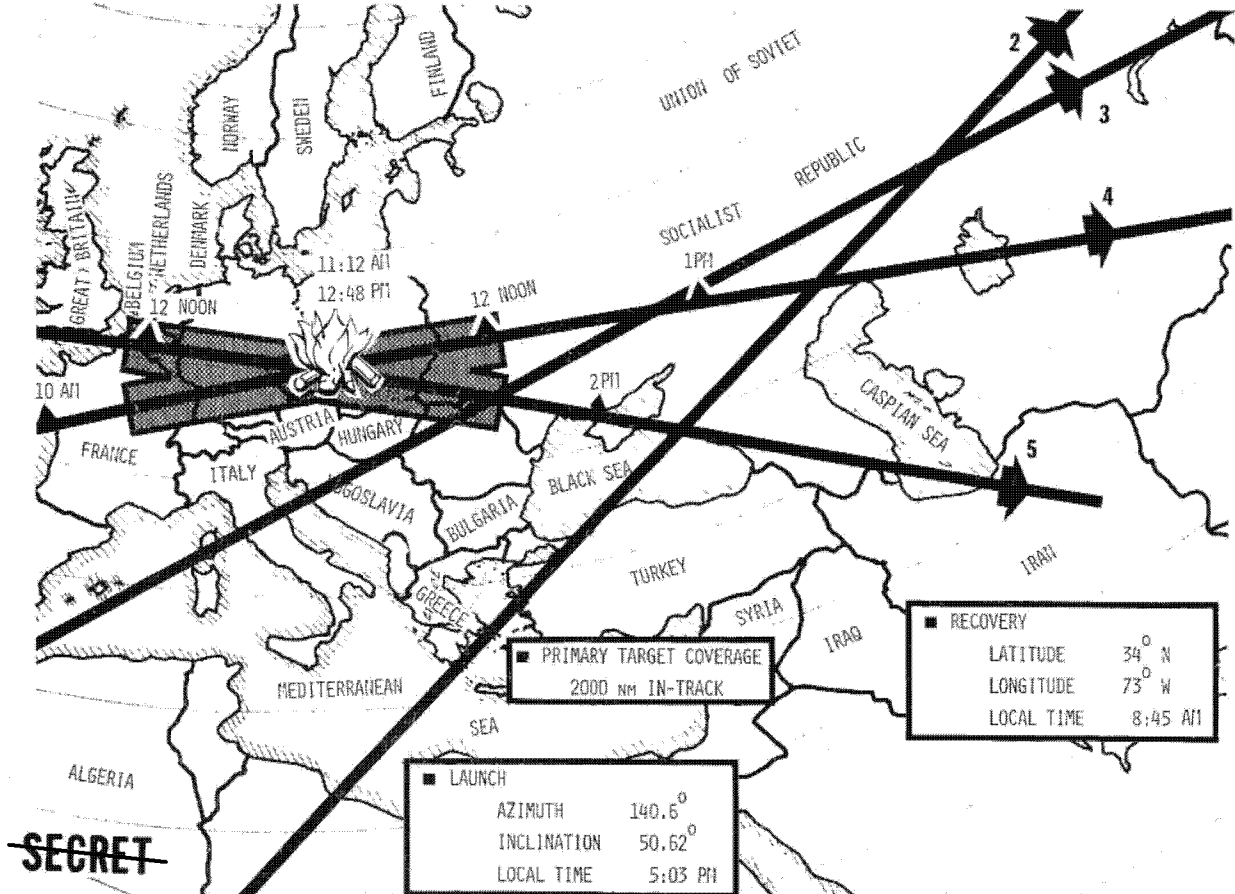 2
UNION OF SOVIET
FINLAND
NORWAY
SWEDEN
3
REPUBLIC
4
SOCIALIST
GREAT BRITAIN
BELGIUM
NETHERLANDS
DENMARK
11:12 AM
1PM
12:48 PM
12 NOON
12 NOON
10 AM
2PM
CASPIAN SEA
AUSTRIA
HUNGARY
FRANCE
ITALY
5
BLACK SEA
YUGOSLAVIA
BULGARIA
IRAN
TURKEY
GREECE
SYRIA
IRAQ
■ RECOVERY
LATITUDE 34° N
LONGITUDE 73° W
LOCAL TIME 8:45 AM
■ PRIMARY TARGET COVERAGE
2000 NM IN-TRACK
MEDITERRANEAN
SEA
ALGERIA
■ LAUNCH
AZIMUTH 140.6°
INCLINATION 50.62°
LOCAL TIME 5:03 PM
SECRET